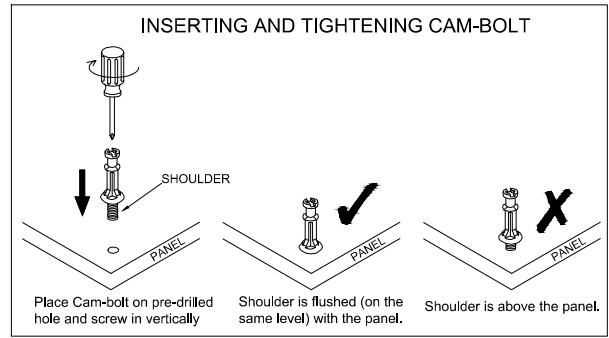 INSERTING AND TIGHTENING CAM-BOLT
SHOULDER
PANEL
PANEL
PANEL
Place Cam-bolt on pre-drilled
hole and screw in vertically
Shoulder is flushed (on the
same level) with the panel.
Shoulder is above the panel.